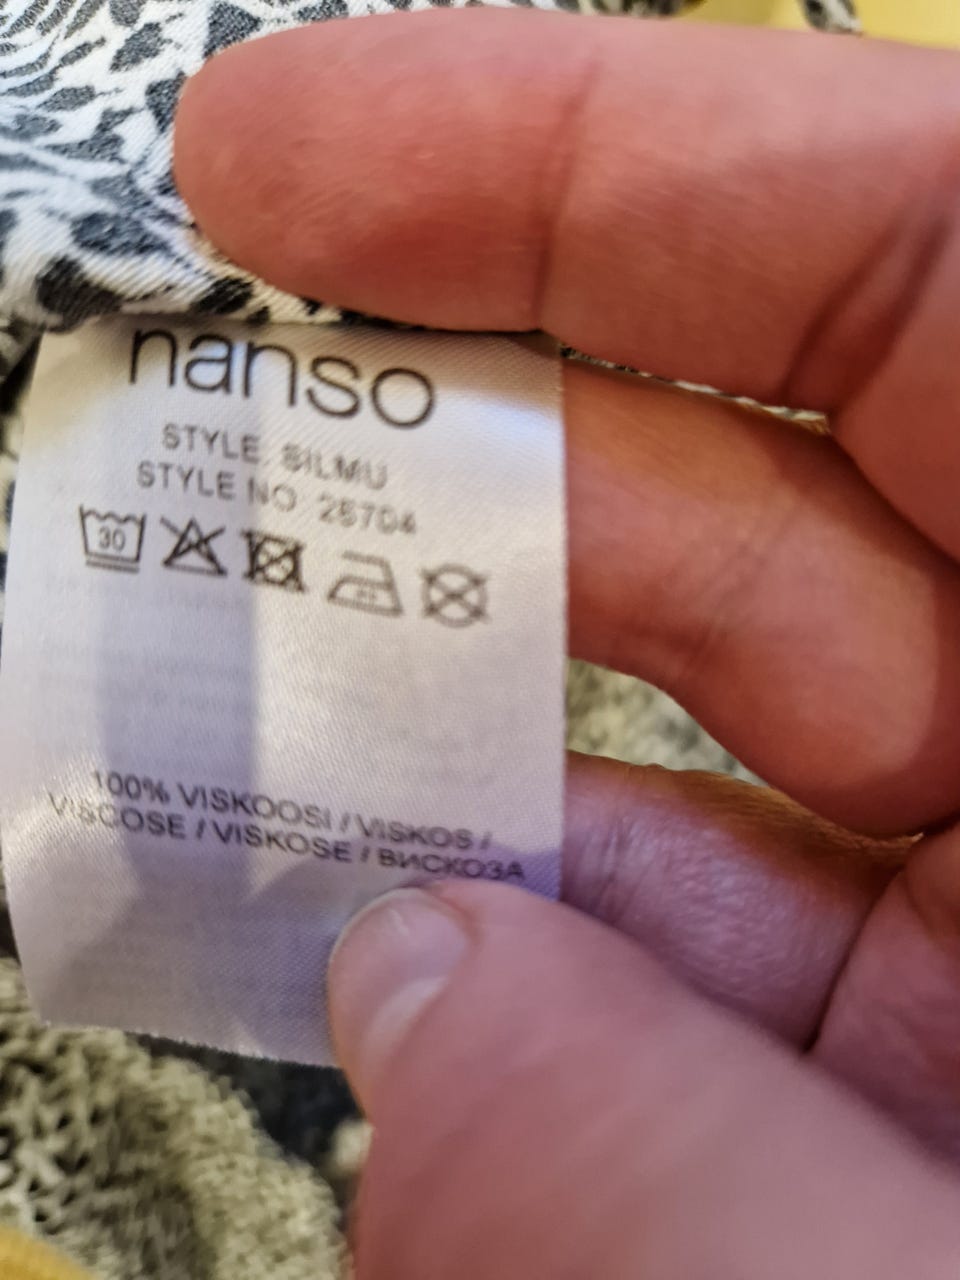 nanso
STYLE SILMU
STYLE NO 25704
30
100% VISKOOSI / VISKOS /
VISCOSE / VISKOSE / ВИСКОЗА